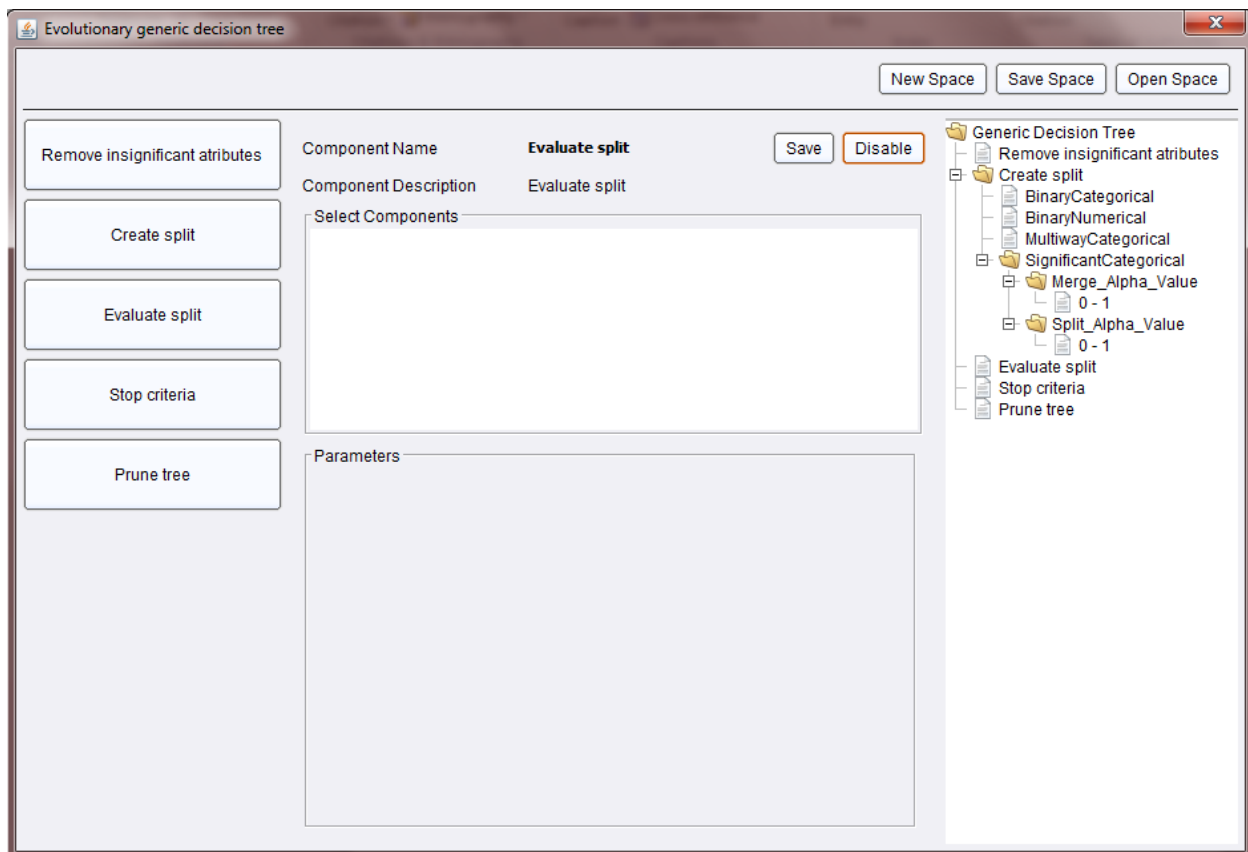 Evolutionary generic decision tree
New Space Save Space Open Space
Remove insignificant atributes
Create split
Evaluate split
Stop criteria
Prune tree
Component Name Evaluate split Save Disable
Component Description Evaluate split
Select Components
Parameters
Generic Decision Tree
Remove insignificant atributes
Create split
BinaryCategorical
BinaryNumerical
MultiwayCategorical
SignificantCategorical
Merge_Alpha_Value
0 - 1
Split_Alpha_Value
0 - 1
Evaluate split
Stop criteria
Prune tree